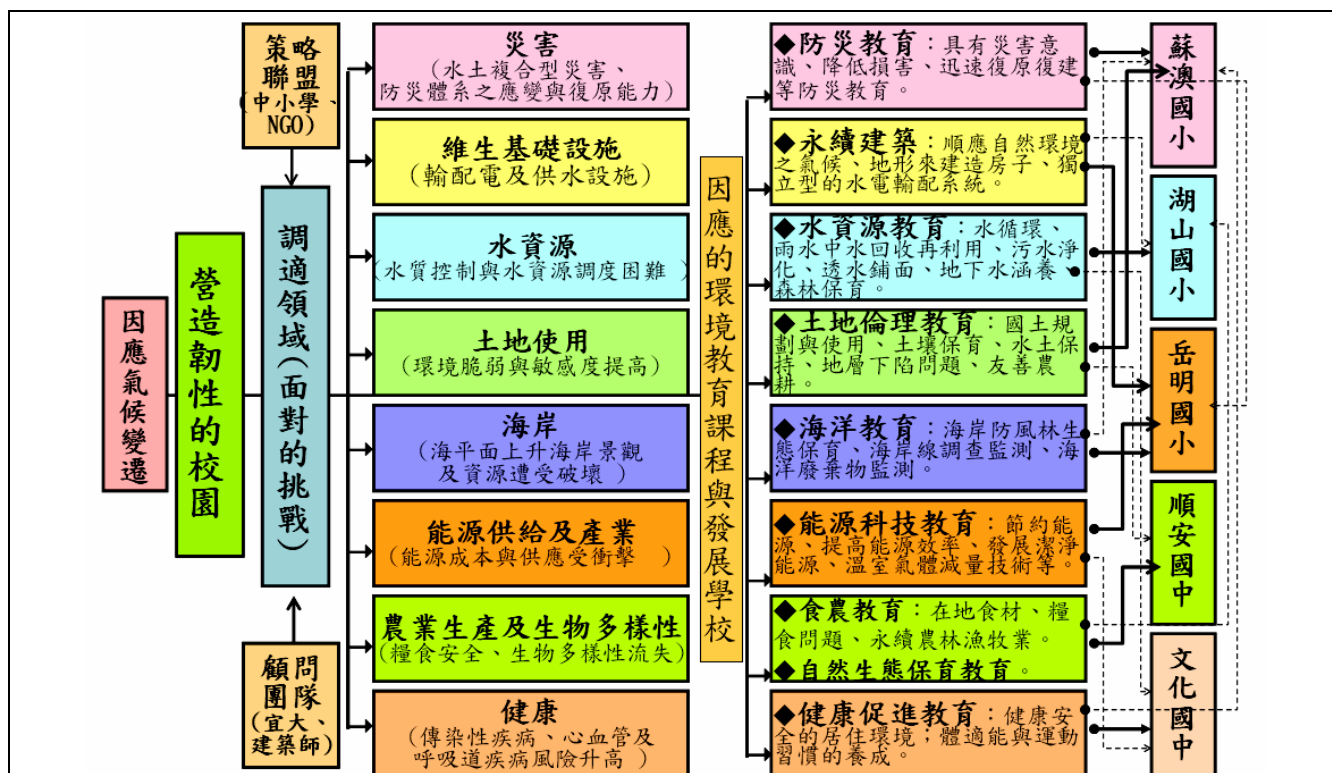 因應氣候變遷
營造韌性的校園
策略
聯盟
(中小學、
NGO)
調適領域(面對的挑戰)
顧問
團隊
(宜大、
建築師)
災害
(水土複合型災害、
防災體系之應變與復原能力)
維生基礎設施
(輸配電及供水設施)
水資源
(水質控制與水資源調度困難 )
土地使用
(環境脆弱與敏感度提高)
海岸
(海平面上升海岸景觀
及資源遭受破壞 )
能源供給及產業
(能源成本與供應受衝擊 )
農業生產及生物多樣性
(糧食安全、生物多樣性流失)
健康
(傳染性疾病、心血管及
呼吸道疾病風險升高 )
因應的環境教育課程與發展學校
◆防災教育：具有災害意
識、降低損害、迅速復原復建
等防災教育。
◆永續建築：順應自然環境
之氣候、地形來建造房子、獨
立型的水電輸配系統。
◆水資源教育：水循環、
雨水中水回收再利用、污水淨
化、透水鋪面、地下水涵養、
森林保育。
◆土地倫理教育：國土規
劃與使用、土壤保育、水土保
持、地層下陷問題、友善農
耕。
◆海洋教育：海岸防風林生
態保育、海岸線調查監測、海
洋廢棄物監測。
◆能源科技教育：節約能
源、提高能源效率、發展潔淨
能源、溫室氣體減量技術等。
◆食農教育：在地食材、糧
食問題、永續農林漁牧業。
◆自然生態保育教育。
◆健康促進教育：健康安
全的居住環境；體適能與運動
習慣的養成。
蘇澳國小
湖山國小
岳明國小
順安國中
文化國中